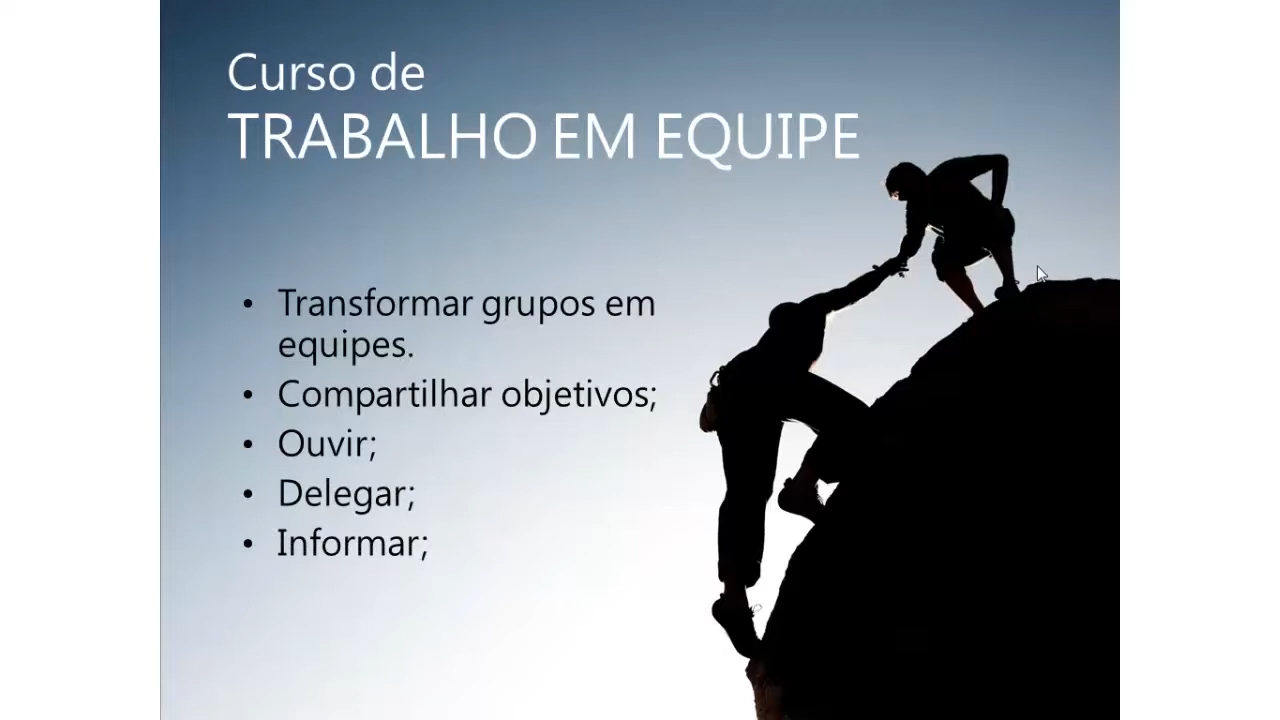 Curso de
TRABALHO EM EQUIPE
• Transformar grupos em
equipes.
• Compartilhar objetivos;
• Ouvir;
• Delegar;
• Informar;